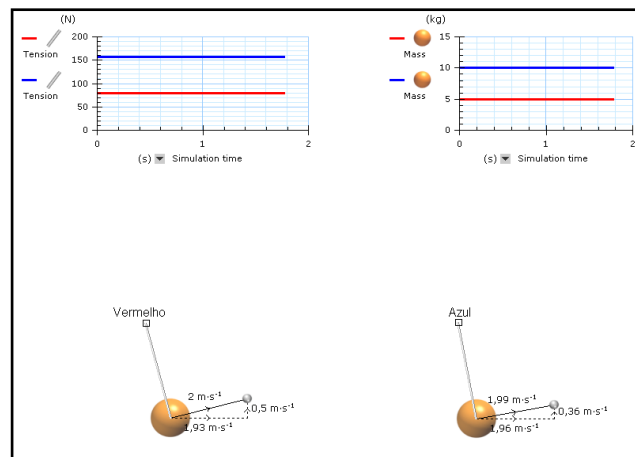 (N)
200
150
100
50
0
0
1
2
Tension
Tension
(s) Simulation time
(kg)
15
10
5
0
0
1
2
Mass
Mass
(s) Simulation time
Vermelho
2 m·s⁻¹
0,5 m·s⁻¹
1,93 m·s⁻¹
Azul
1,99 m·s⁻¹
0,36 m·s⁻¹
1,96 m·s⁻¹